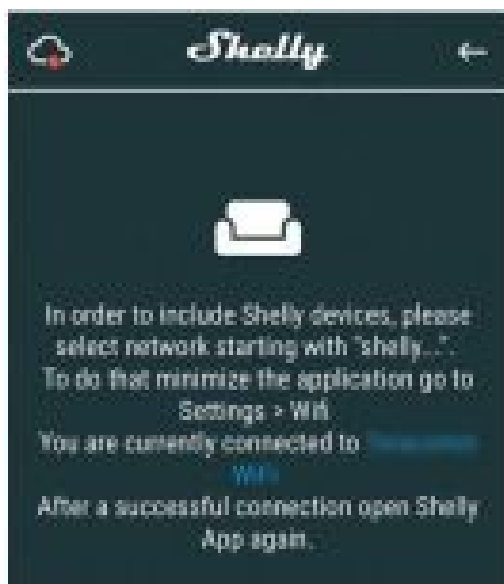 Shelly
In order to include Shelly devices, please
select network starting with "shelly...".
To do that minimize the application go to
Settings > Wifi
You are currently connected to
WiFi
After a successful connection open Shelly
App again.